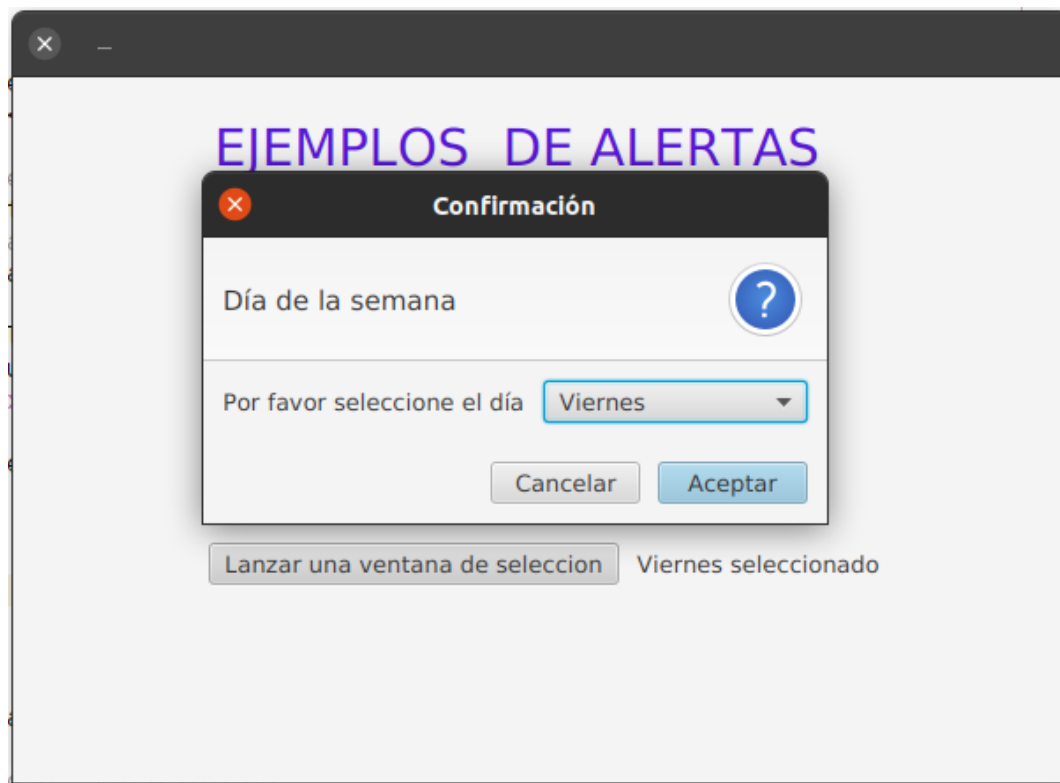 EJEMPLOS DE ALERTAS
Confirmación
Día de la semana
?
Por favor seleccione el día Viernes
Cancelar Aceptar
Lanzar una ventana de seleccion Viernes seleccionado